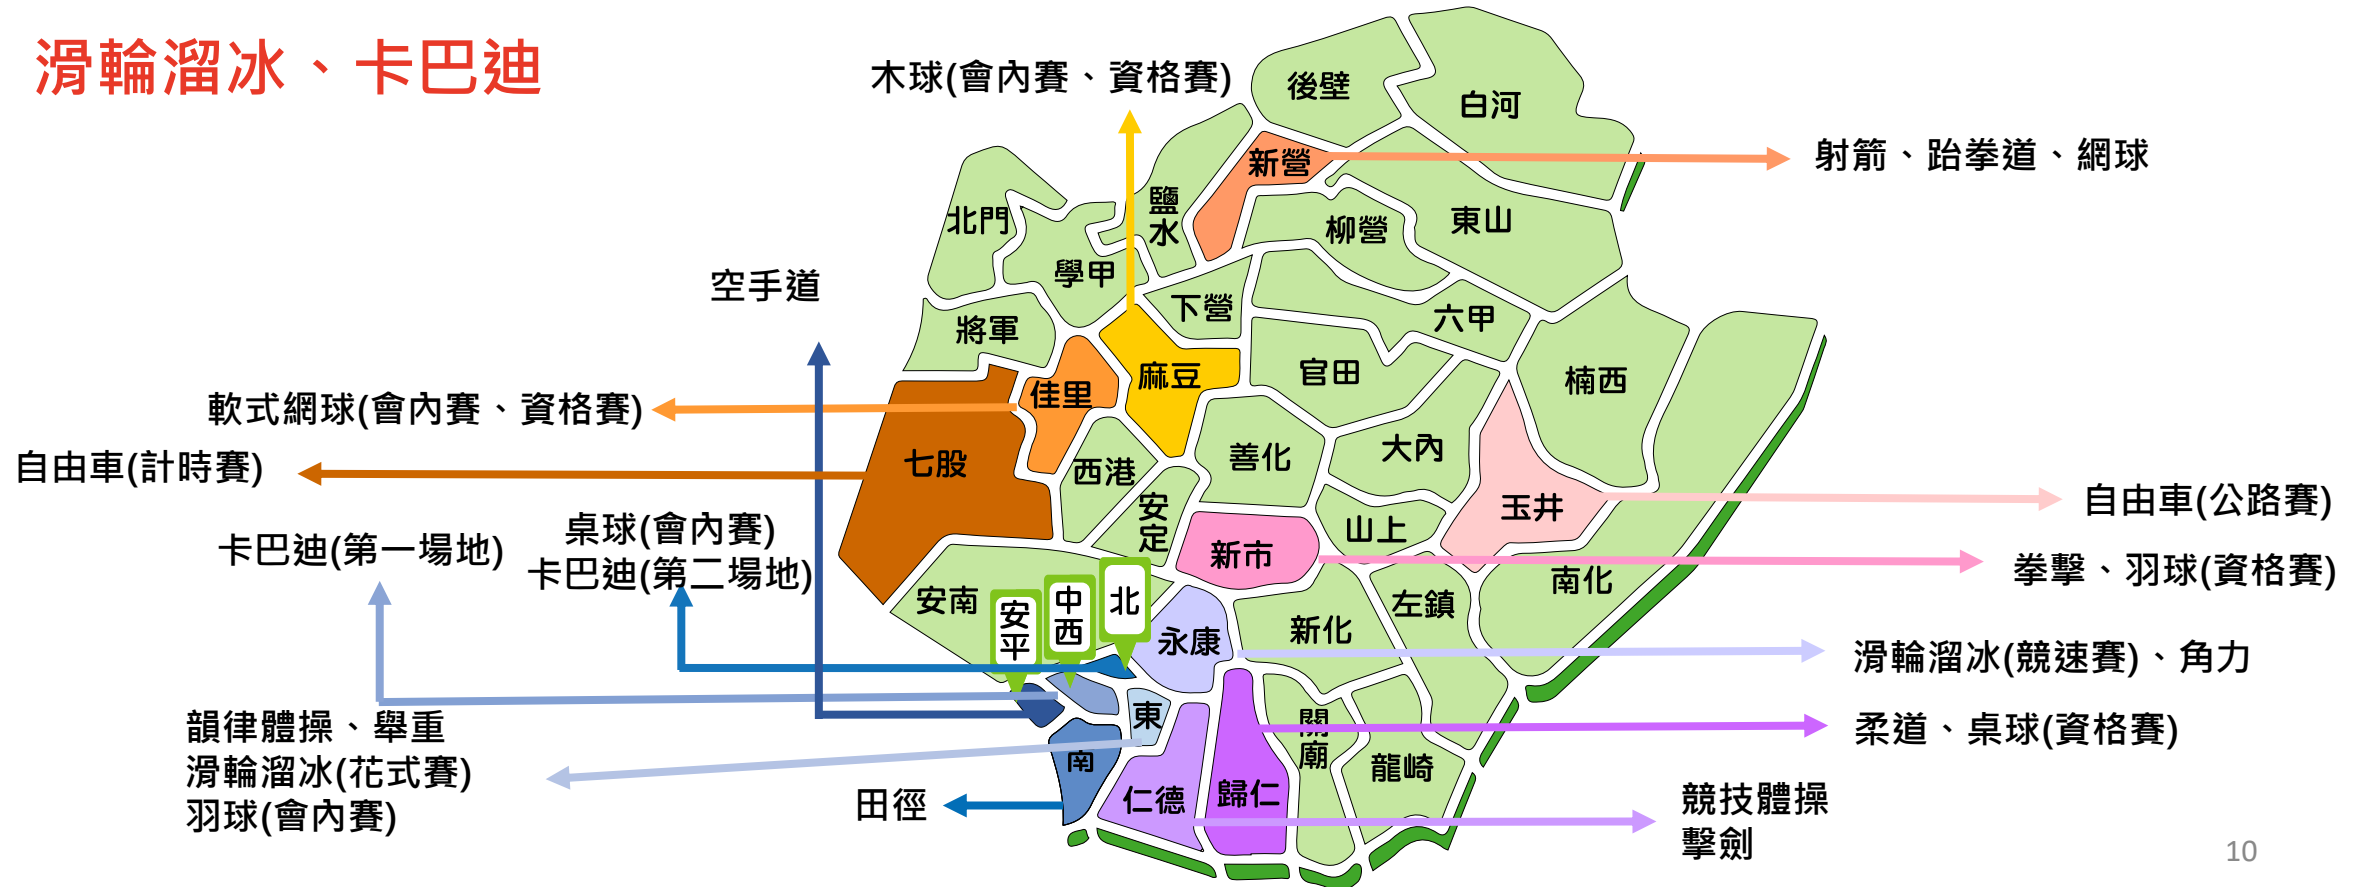 滑輪溜冰、卡巴迪
木球(會內賽、資格賽)
後壁
白河
新營
射箭、跆拳道、網球
鹽
水
北門
柳營
東山
學甲
空手道
下營
將軍
六甲
麻豆
官田
楠西
佳里
軟式網球(會內賽、資格賽)
自由車(計時賽)
七股
西港
善化
大內
安
定
玉井
自由車(公路賽)
桌球(會內賽)
卡巴迪(第二場地)
卡巴迪(第一場地)
山上
新市
拳擊、羽球(資格賽)
南化
安南
安
平
中
西
北
左鎮
新化
永康
滑輪溜冰(競速賽)、角力
韻律體操、舉重
滑輪溜冰(花式賽)
羽球(會內賽)
東
關
廟
柔道、桌球(資格賽)
南
龍崎
仁德
歸仁
田徑
競技體操
擊劍
10